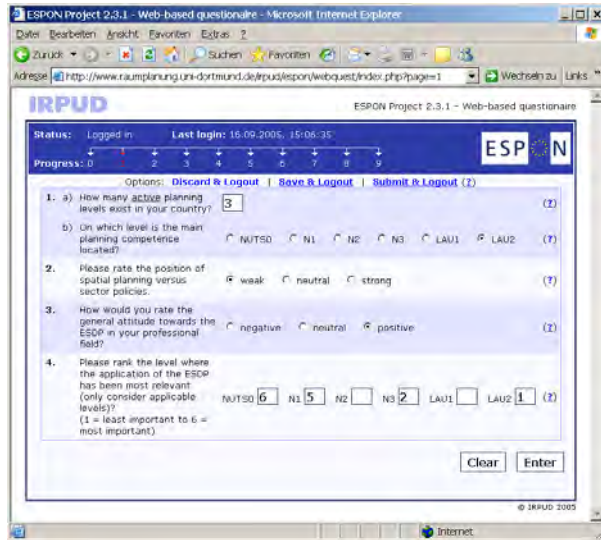 ESPON Project 2.3.1 - Web-based questionaire - Microsoft Internet Explorer
Datei Bearbeiten Ansicht Favoriten Extras ?
Zurück Suchen Favoriten
Adresse http://www.raumplanung.uni-dortmund.de/irpud/espon/webquest/index.php?page=1 Wechseln zu Links »
IRPUD ESPON Project 2.3.1 - Web-based questionaire
Status: Logged in Last login: 16.09.2005, 15:06:35
ESPON
Progress: 0 1 2 3 4 5 6 7 8 9
Options: Discard & Logout | Save & Logout | Submit & Logout (?)
1. a) How many active planning
levels exist in your country? 3 (?)
b) On which level is the main
planning competence
located? NUTS0 N1 N2 N3 LAU1 LAU2 (?)
2. Please rate the position of
spatial planning versus
sector policies. weak neutral strong (?)
3. How would you rate the
general attitude towards the
ESDP in your professional
field? negative neutral positive (?)
4. Please rank the level where
the application of the ESDP
has been most relevant
(only consider applicable
levels)?
(1 = least important to 6 =
most important) NUTS0 6 N1 5 N2 N3 2 LAU1 LAU2 1 (?)
Clear Enter
© IRPUD 2005
Internet